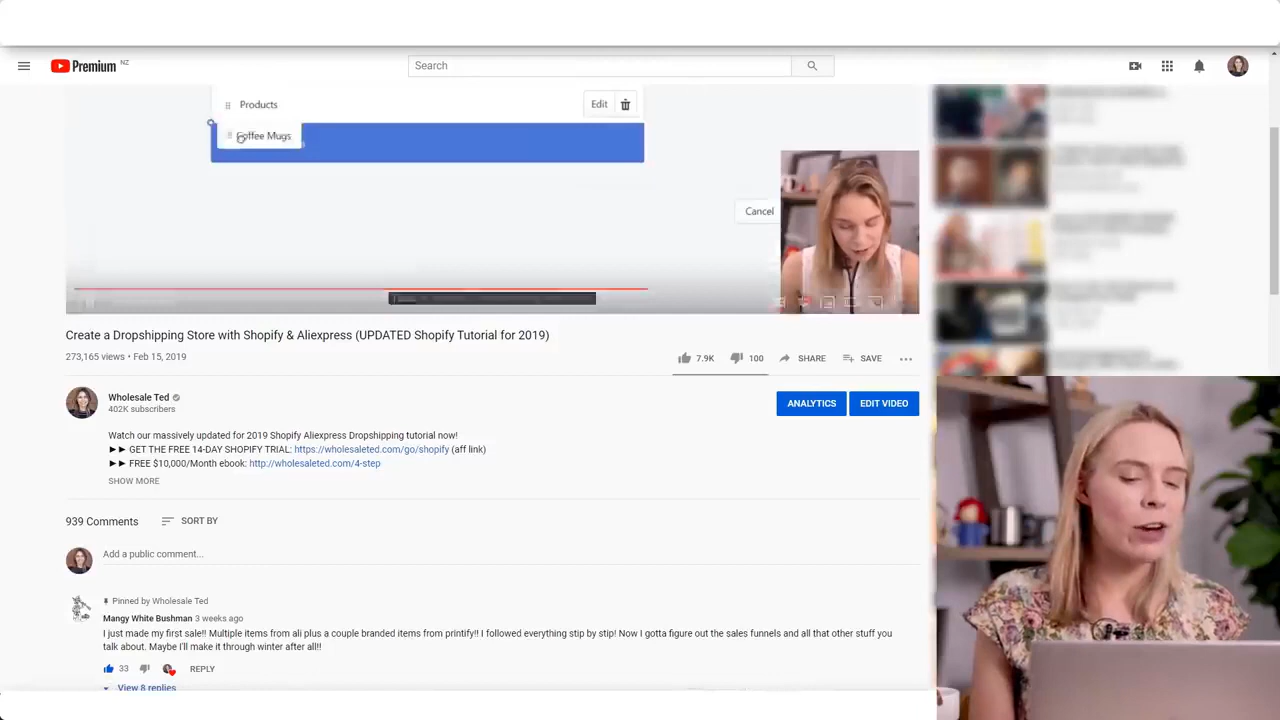 Premium NZ
Search
Products
Edit
Coffee Mugs
Cancel
Create a Dropshipping Store with Shopify & Aliexpress (UPDATED Shopify Tutorial for 2019)
273,165 views • Feb 15, 2019
7.9K
100
SHARE
SAVE
Wholesale Ted
402K subscribers
ANALYTICS
EDIT VIDEO
Watch our massively updated for 2019 Shopify Aliexpress Dropshipping tutorial now!
►► GET THE FREE 14-DAY SHOPIFY TRIAL: https://wholesaleted.com/go/shopify (aff link)
►► FREE $10,000/Month ebook: http://wholesaleted.com/4-step
SHOW MORE
939 Comments
SORT BY
Add a public comment...
Pinned by Wholesale Ted
Mangy White Bushman 3 weeks ago
I just made my first sale!! Multiple items from ali plus a couple branded items from printify!! I followed everything stip by stip! Now I gotta figure out the sales funnels and all that other stuff you
talk about. Maybe I'll make it through winter after all!!
33
REPLY
View 8 replies